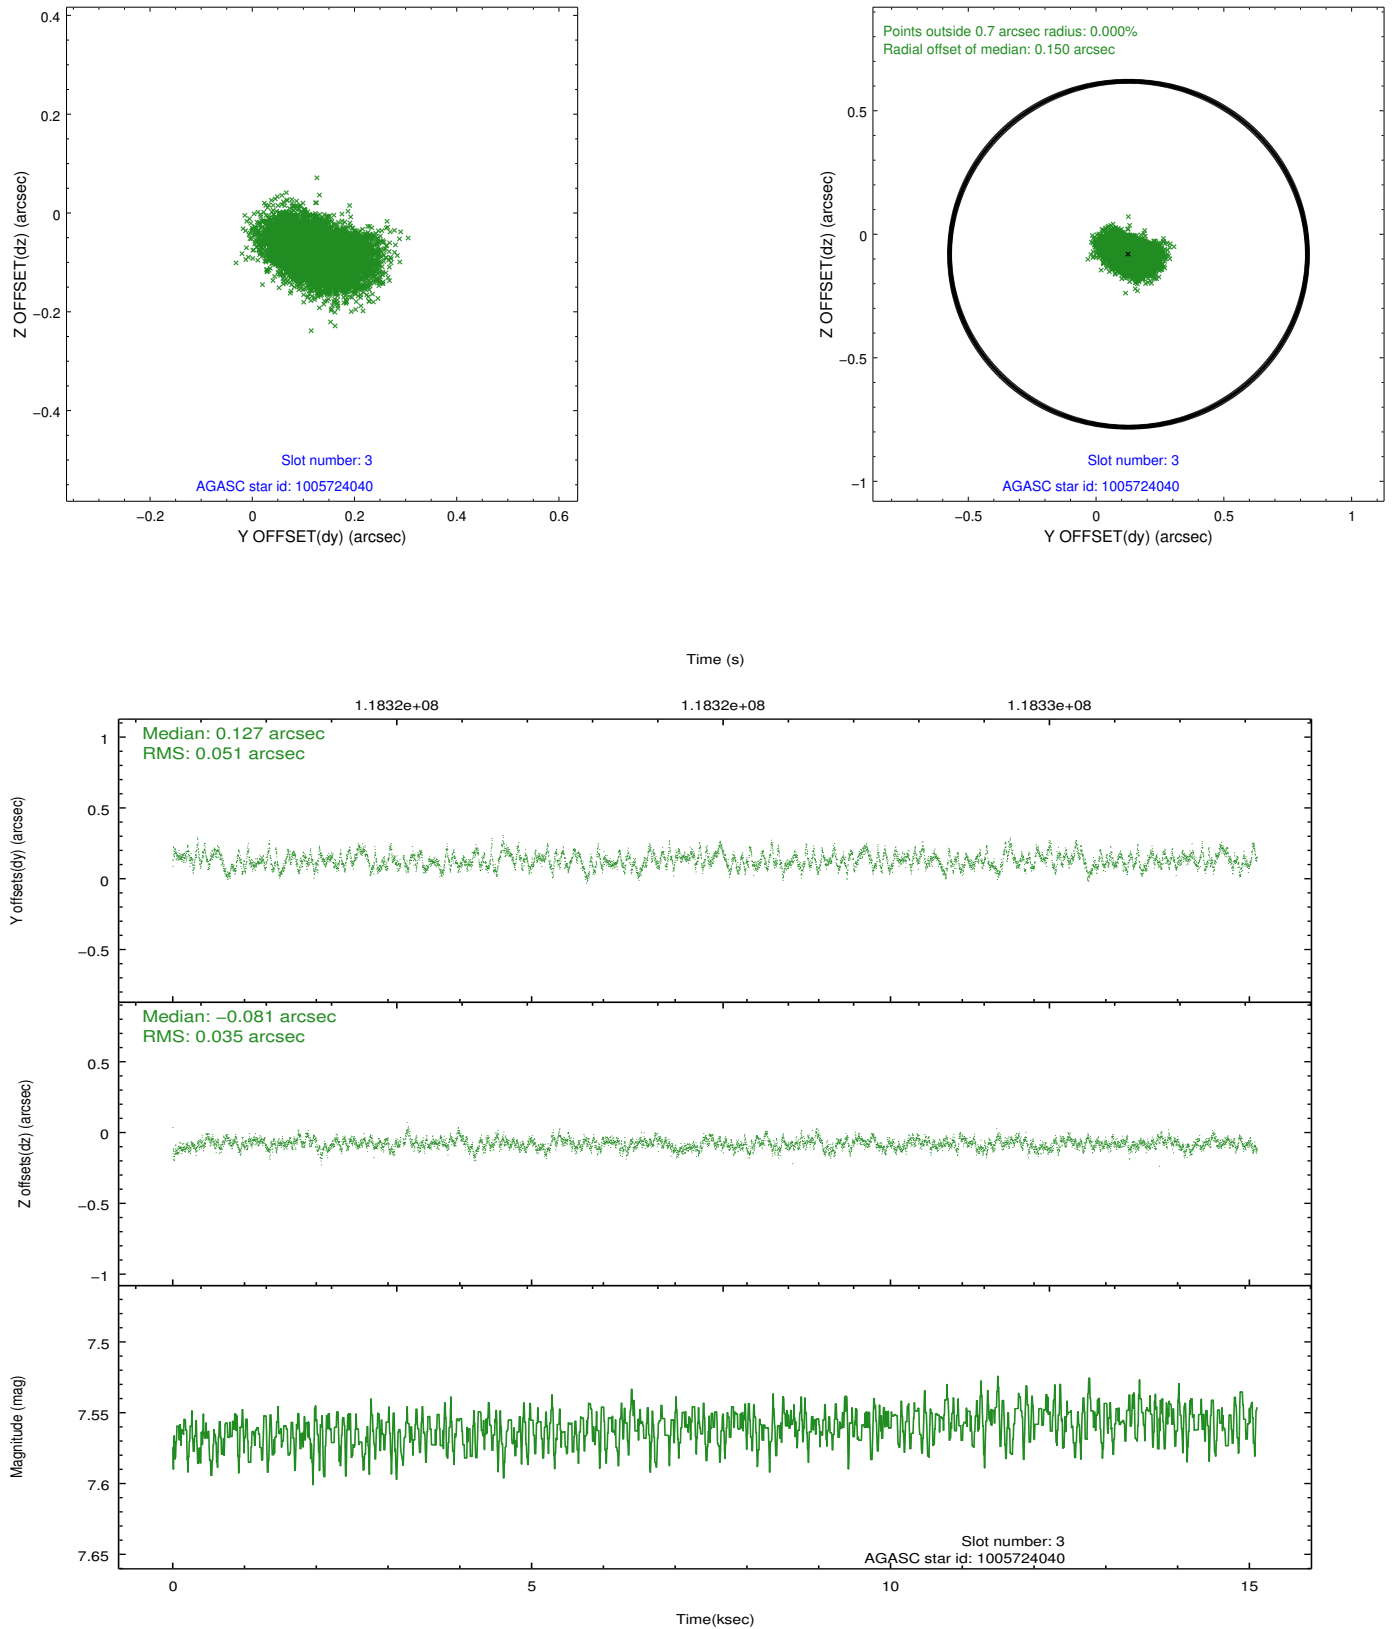 0.4
0.2
0
−0.2
−0.4
Z OFFSET(dz) (arcsec)
Slot number: 3
AGASC star id: 1005724040
−0.2 0 0.2 0.4 0.6
Y OFFSET(dy) (arcsec)
Points outside 0.7 arcsec radius: 0.000%
Radial offset of median: 0.150 arcsec
0.5
0
−0.5
−1
Z OFFSET(dz) (arcsec)
Slot number: 3
AGASC star id: 1005724040
−0.5 0 0.5 1
Y OFFSET(dy) (arcsec)
Time (s)
1.1832e+08 1.1832e+08 1.1833e+08
Median: 0.127 arcsec
RMS: 0.051 arcsec
1
0.5
0
−0.5
Y offsets(dy) (arcsec)
Median: −0.081 arcsec
RMS: 0.035 arcsec
0.5
0
−0.5
−1
Z offsets(dz) (arcsec)
7.5
7.55
7.6
7.65
Magnitude (mag)
Slot number: 3
AGASC star id: 1005724040
0 5 10 15
Time(ksec)